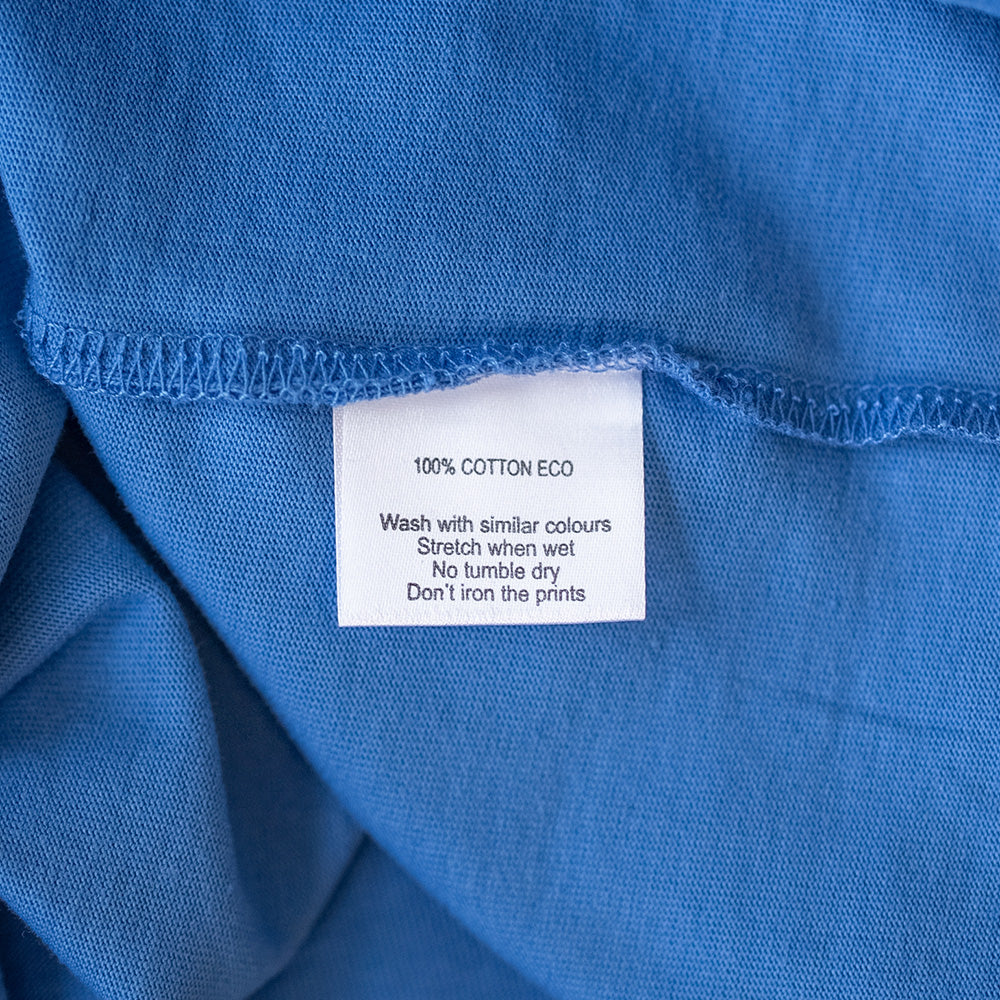 100% COTTON ECO
Wash with similar colours
Stretch when wet
No tumble dry
Don't iron the prints